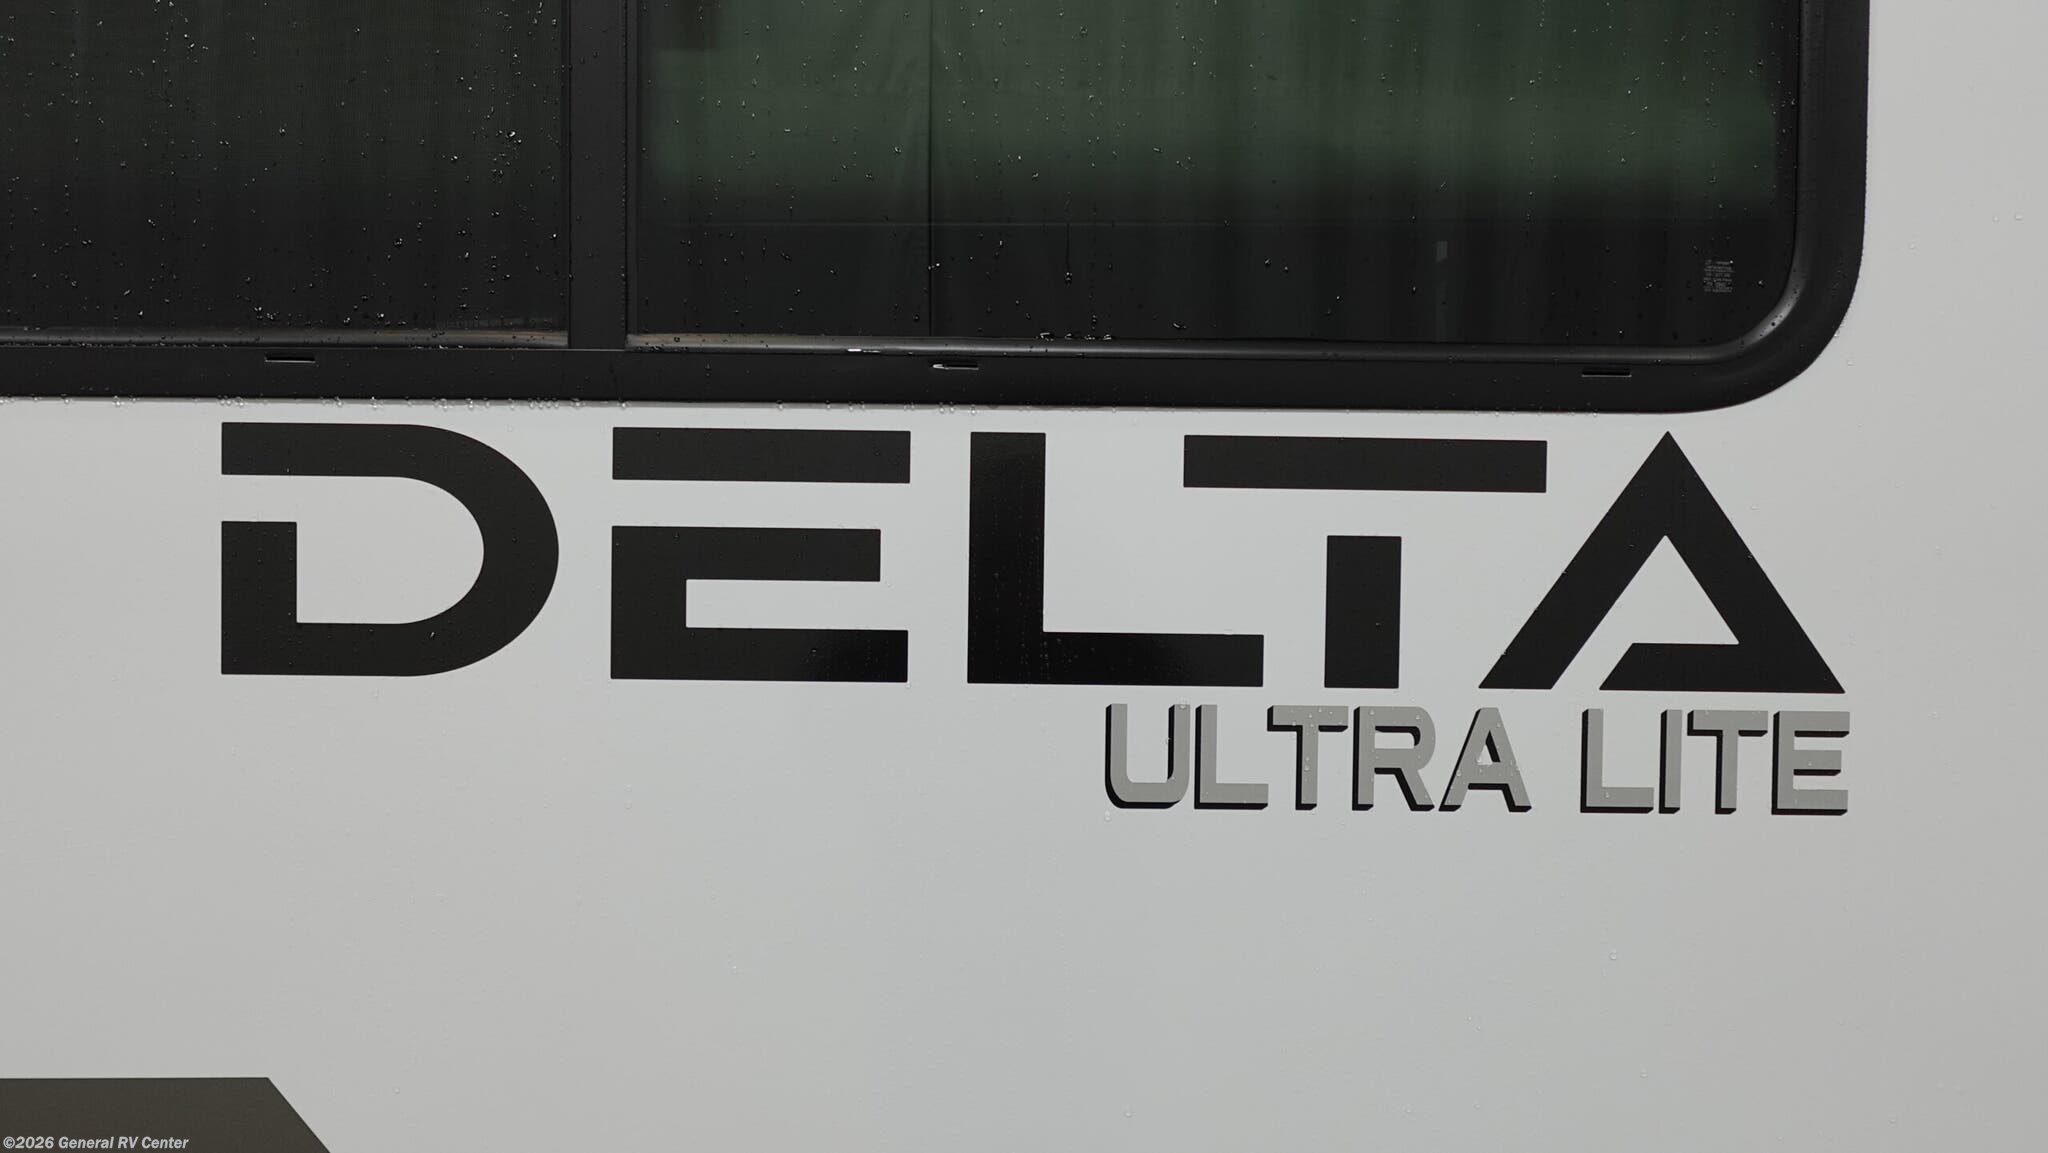 DELTA
ULTRA LITE
©2026 General RV Center